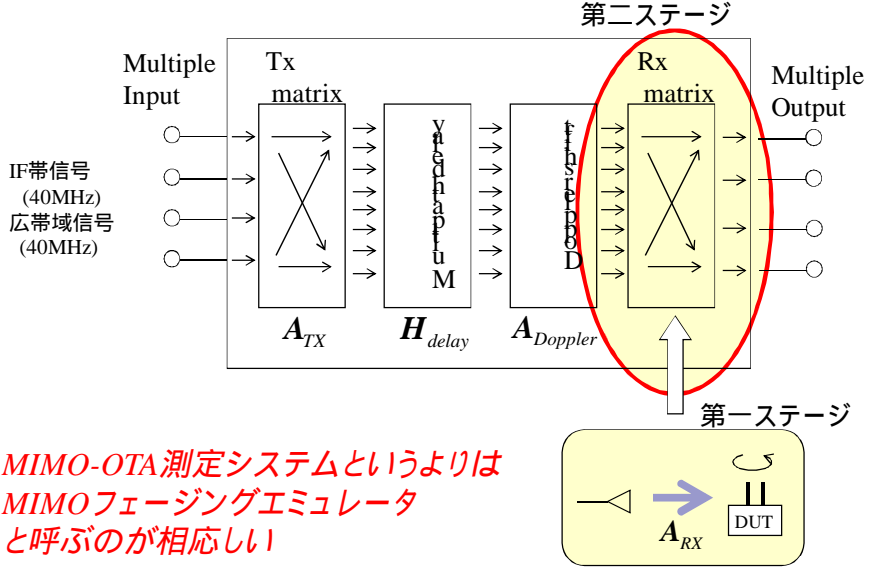 第二ステージ
Multiple
Input
Tx
matrix
Rx
matrix
Multiple
Output
IF帯信号
(40MHz)
広帯域信号
(40MHz)
Multipath delay
Doppler shift
A_TX
H_delay
A_Doppler
第一ステージ
MIMO-OTA測定システムというよりは
MIMOフェージングエミュレータ
と呼ぶのが相応しい
A_RX
DUT